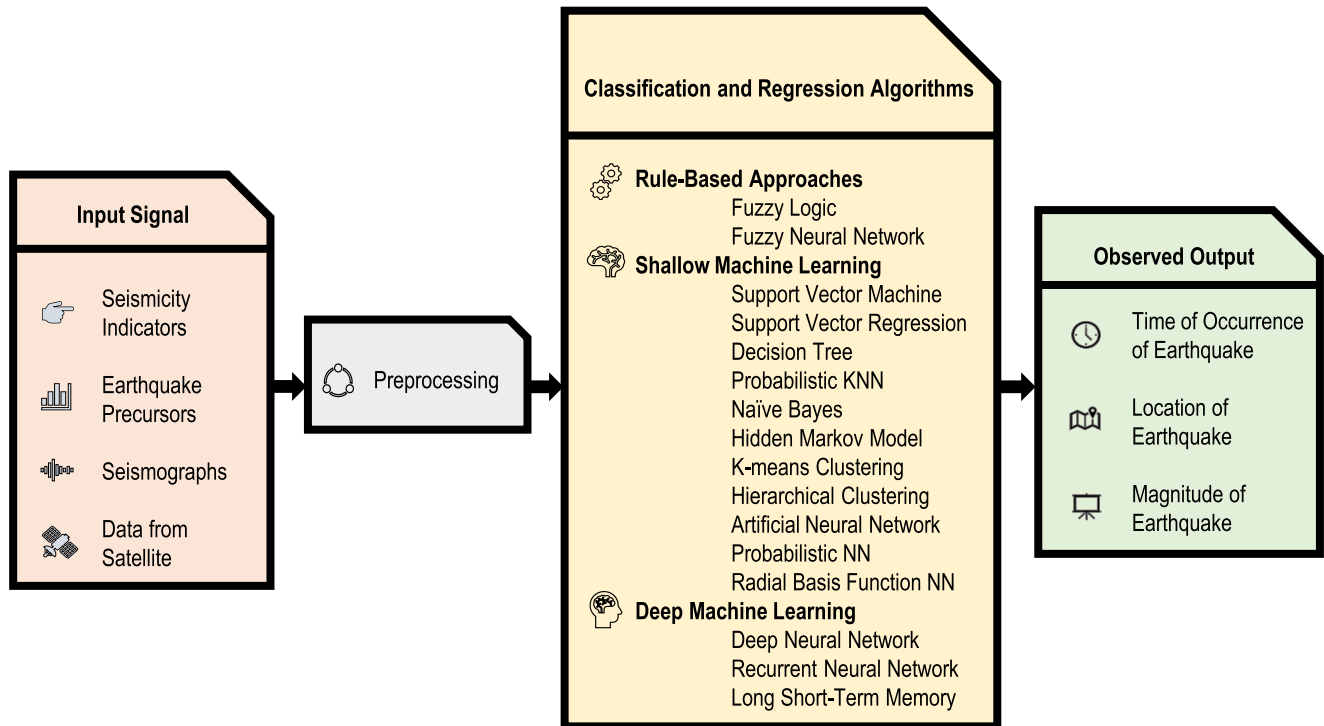 Input Signal
Seismicity
Indicators
Earthquake
Precursors
Seismographs
Data from
Satellite
Preprocessing
Classification and Regression Algorithms
Rule-Based Approaches
Fuzzy Logic
Fuzzy Neural Network
Shallow Machine Learning
Support Vector Machine
Support Vector Regression
Decision Tree
Probabilistic KNN
Naïve Bayes
Hidden Markov Model
K-means Clustering
Hierarchical Clustering
Artificial Neural Network
Probabilistic NN
Radial Basis Function NN
Deep Machine Learning
Deep Neural Network
Recurrent Neural Network
Long Short-Term Memory
Observed Output
Time of Occurrence
of Earthquake
Location of
Earthquake
Magnitude of
Earthquake